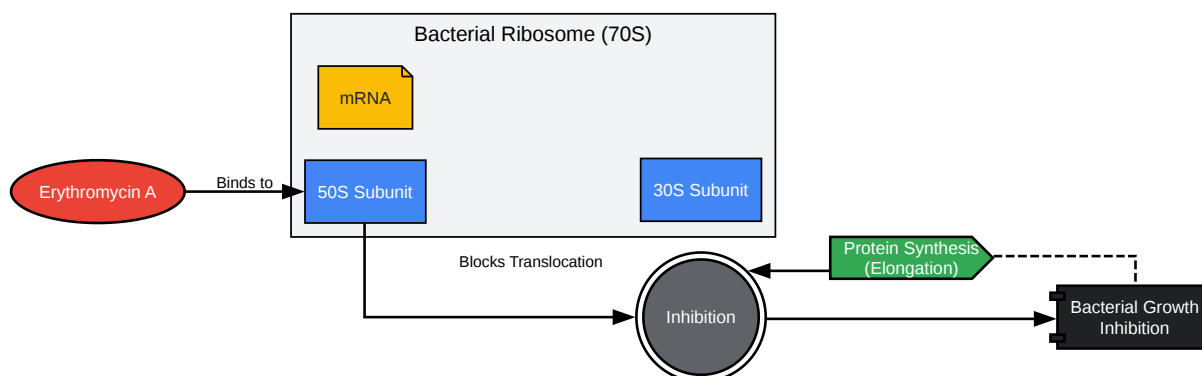 Bacterial Ribosome (70S)
mRNA
Erythromycin A
Binds to
50S Subunit
30S Subunit
Blocks Translocation
Protein Synthesis
(Elongation)
Inhibition
Bacterial Growth
Inhibition